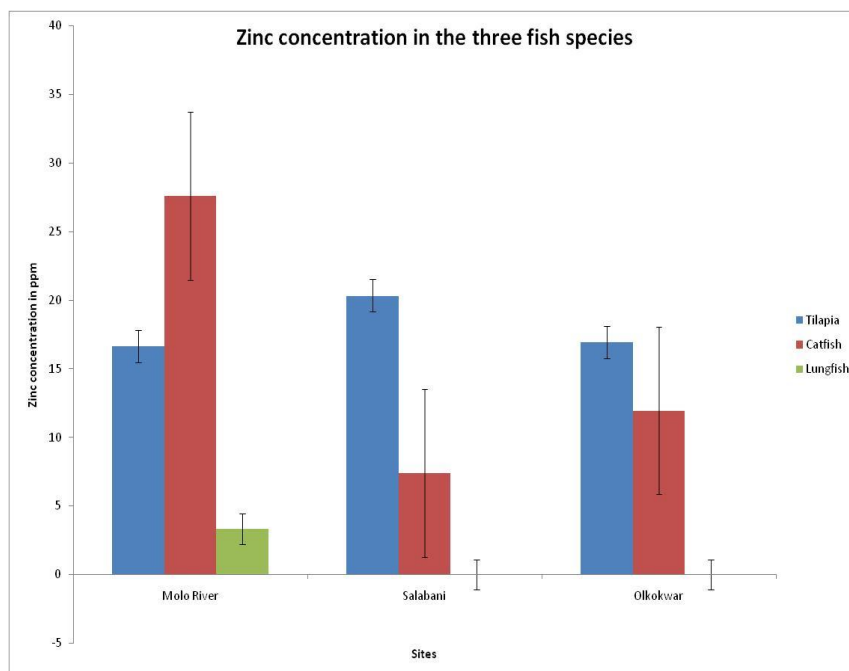 Zinc concentration in the three fish species
Zinc concentration in ppm
40
35
30
25
20
15
10
5
0
-5
Molo River
Salabani
Olkokwar
Sites
Tilapia
Catfish
Lungfish